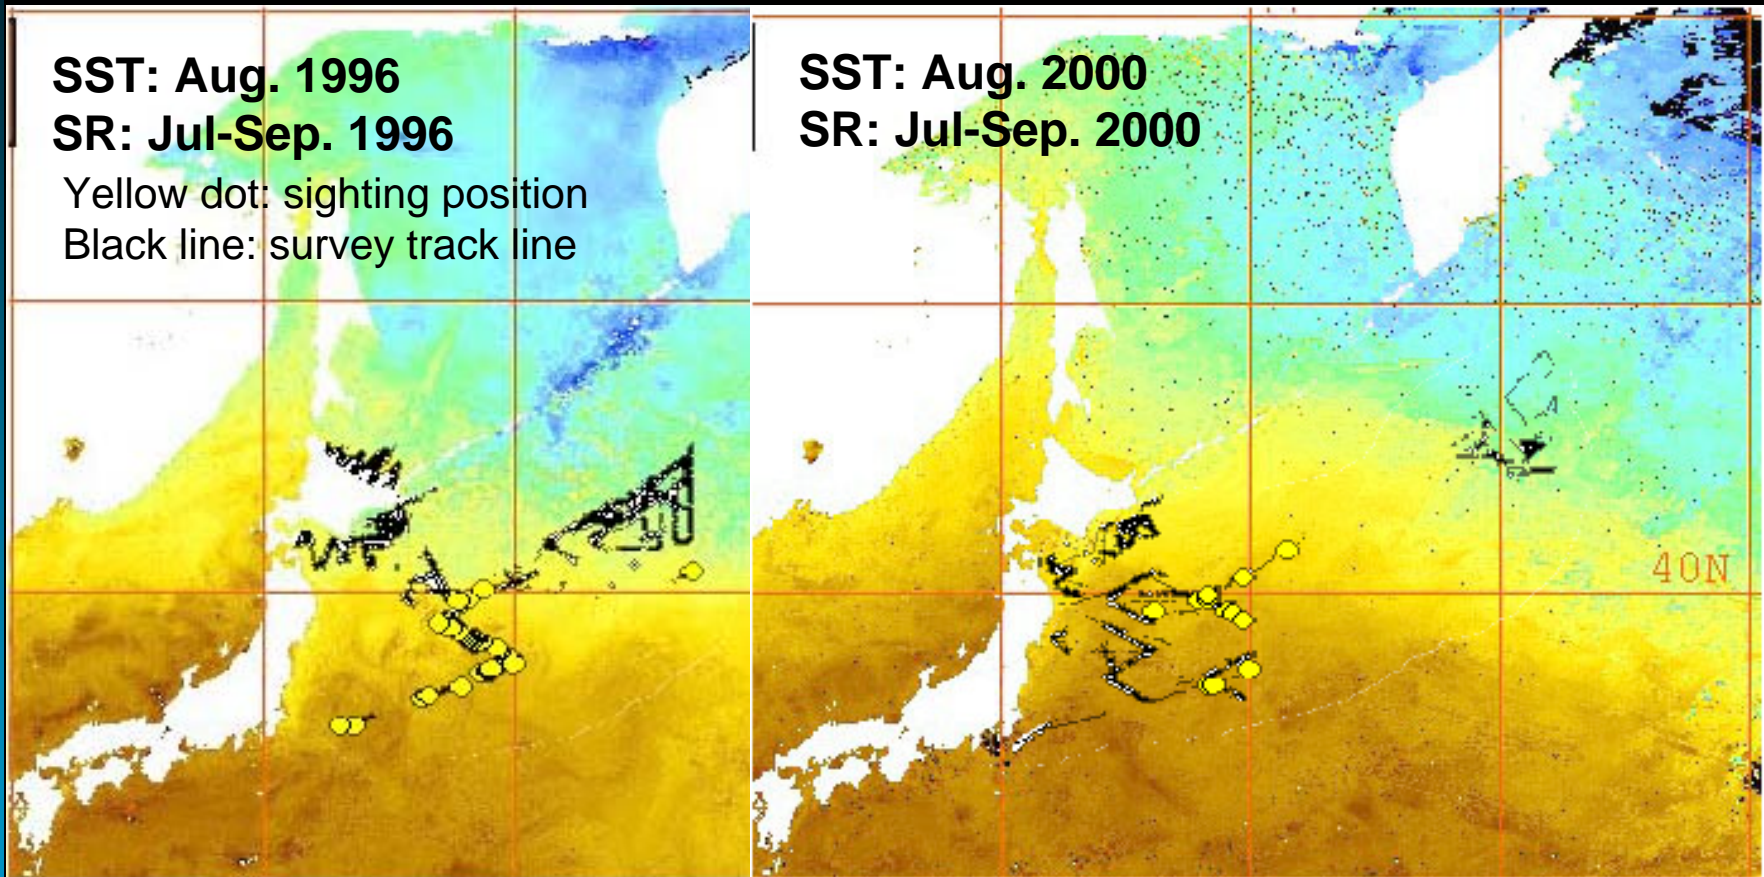 SST: Aug. 1996
SR: Jul-Sep. 1996
Yellow dot: sighting position
Black line: survey track line
SST: Aug. 2000
SR: Jul-Sep. 2000
40N